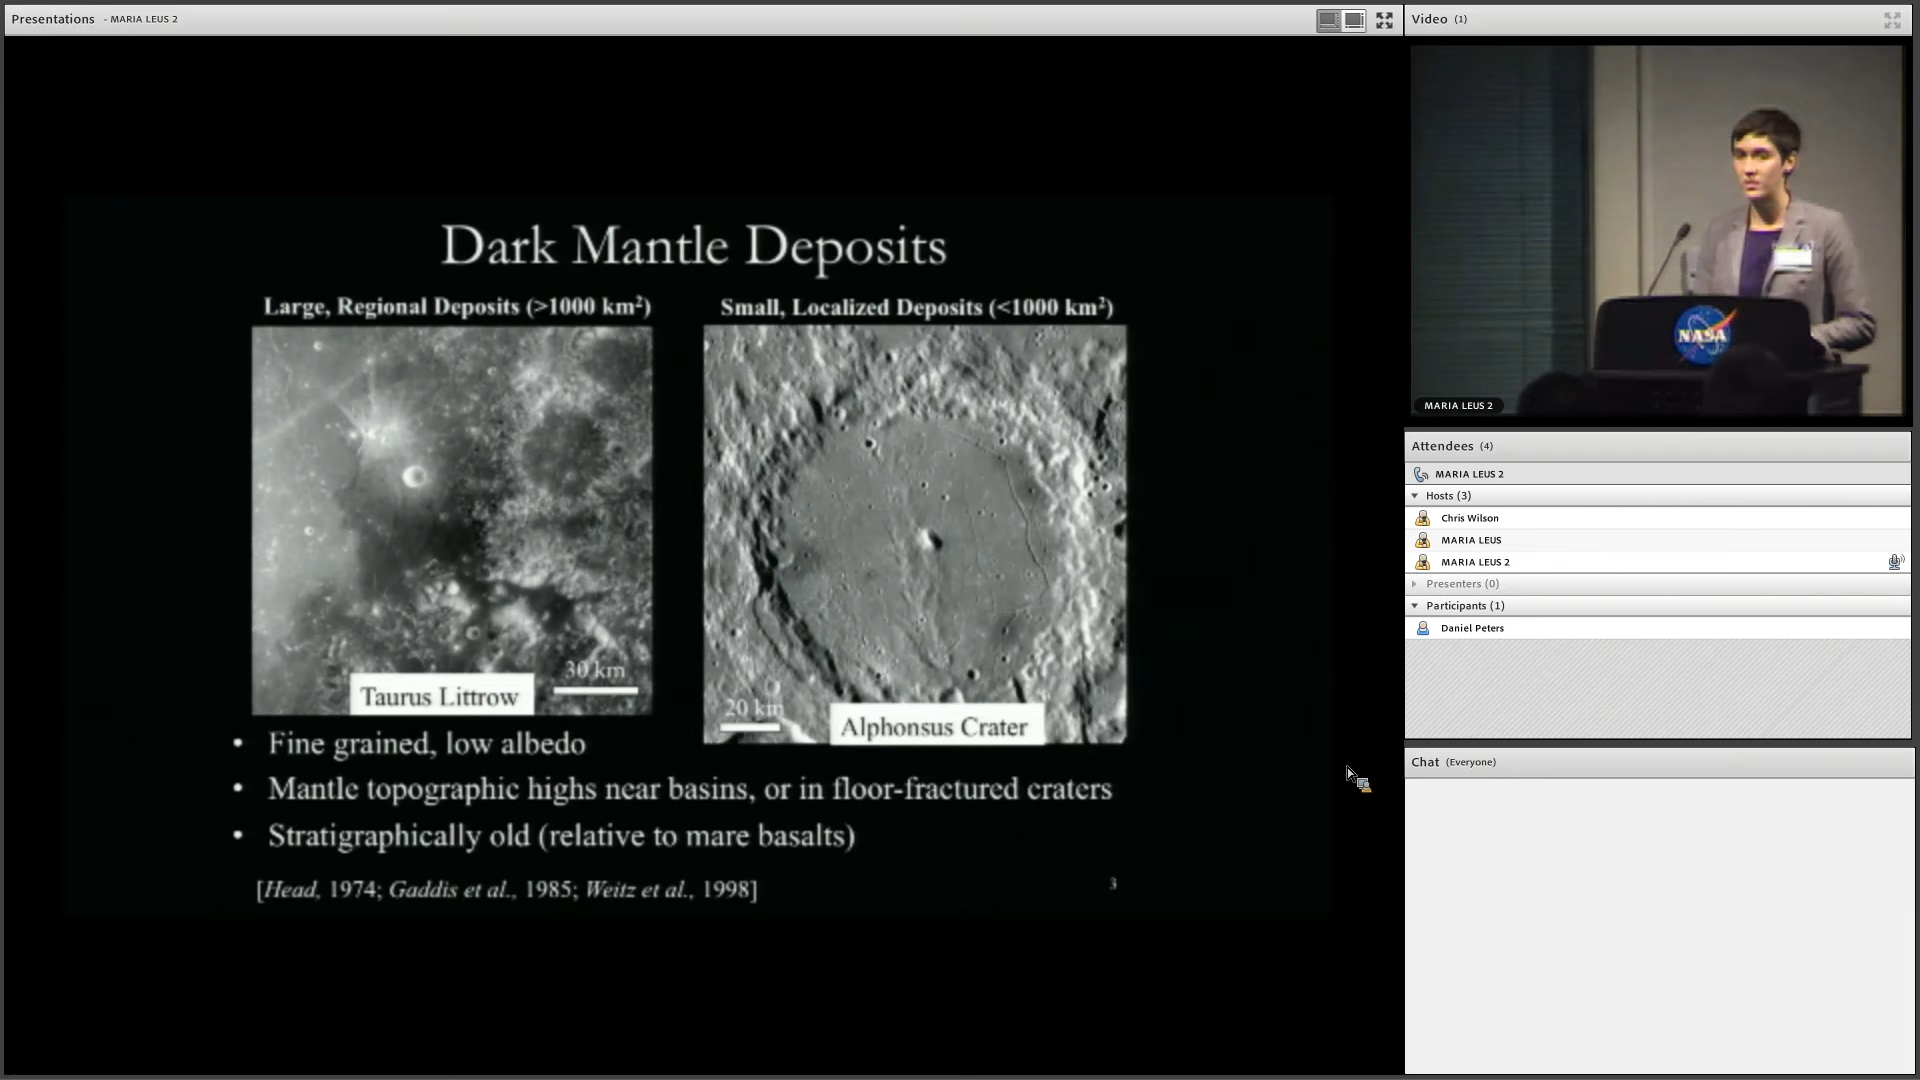 Presentations - MARIA LEUS 2
Dark Mantle Deposits
Large, Regional Deposits (>1000 km²)
Small, Localized Deposits (<1000 km²)
30 km
Taurus Littrow
20 km
Alphonsus Crater
• Fine grained, low albedo
• Mantle topographic highs near basins, or in floor-fractured craters
• Stratigraphically old (relative to mare basalts)
[Head, 1974; Gaddis et al., 1985; Weitz et al., 1998]
3
Video (1)
NASA
MARIA LEUS 2
Attendees (4)
MARIA LEUS 2
Hosts (3)
Chris Wilson
MARIA LEUS
MARIA LEUS 2
Presenters (0)
Participants (1)
Daniel Peters
Chat (Everyone)